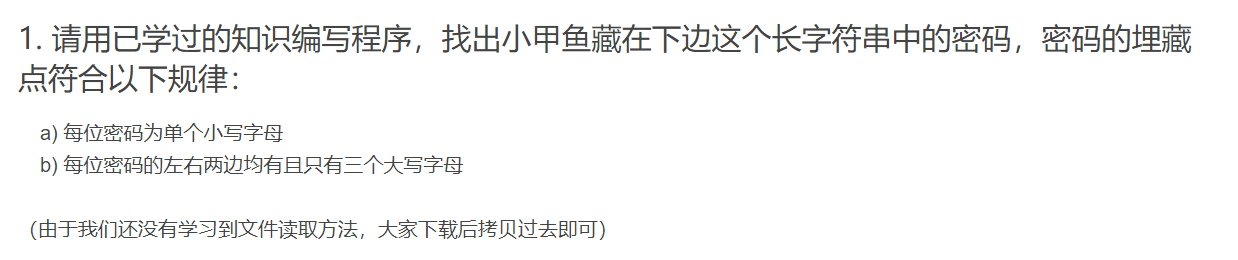 1. 请用已学过的知识编写程序，找出小甲鱼藏在下边这个长字符串中的密码，密码的埋藏
点符合以下规律：
a) 每位密码为单个小写字母
b) 每位密码的左右两边均有且只有三个大写字母
（由于我们还没有学习到文件读取方法，大家下载后拷贝过去即可）